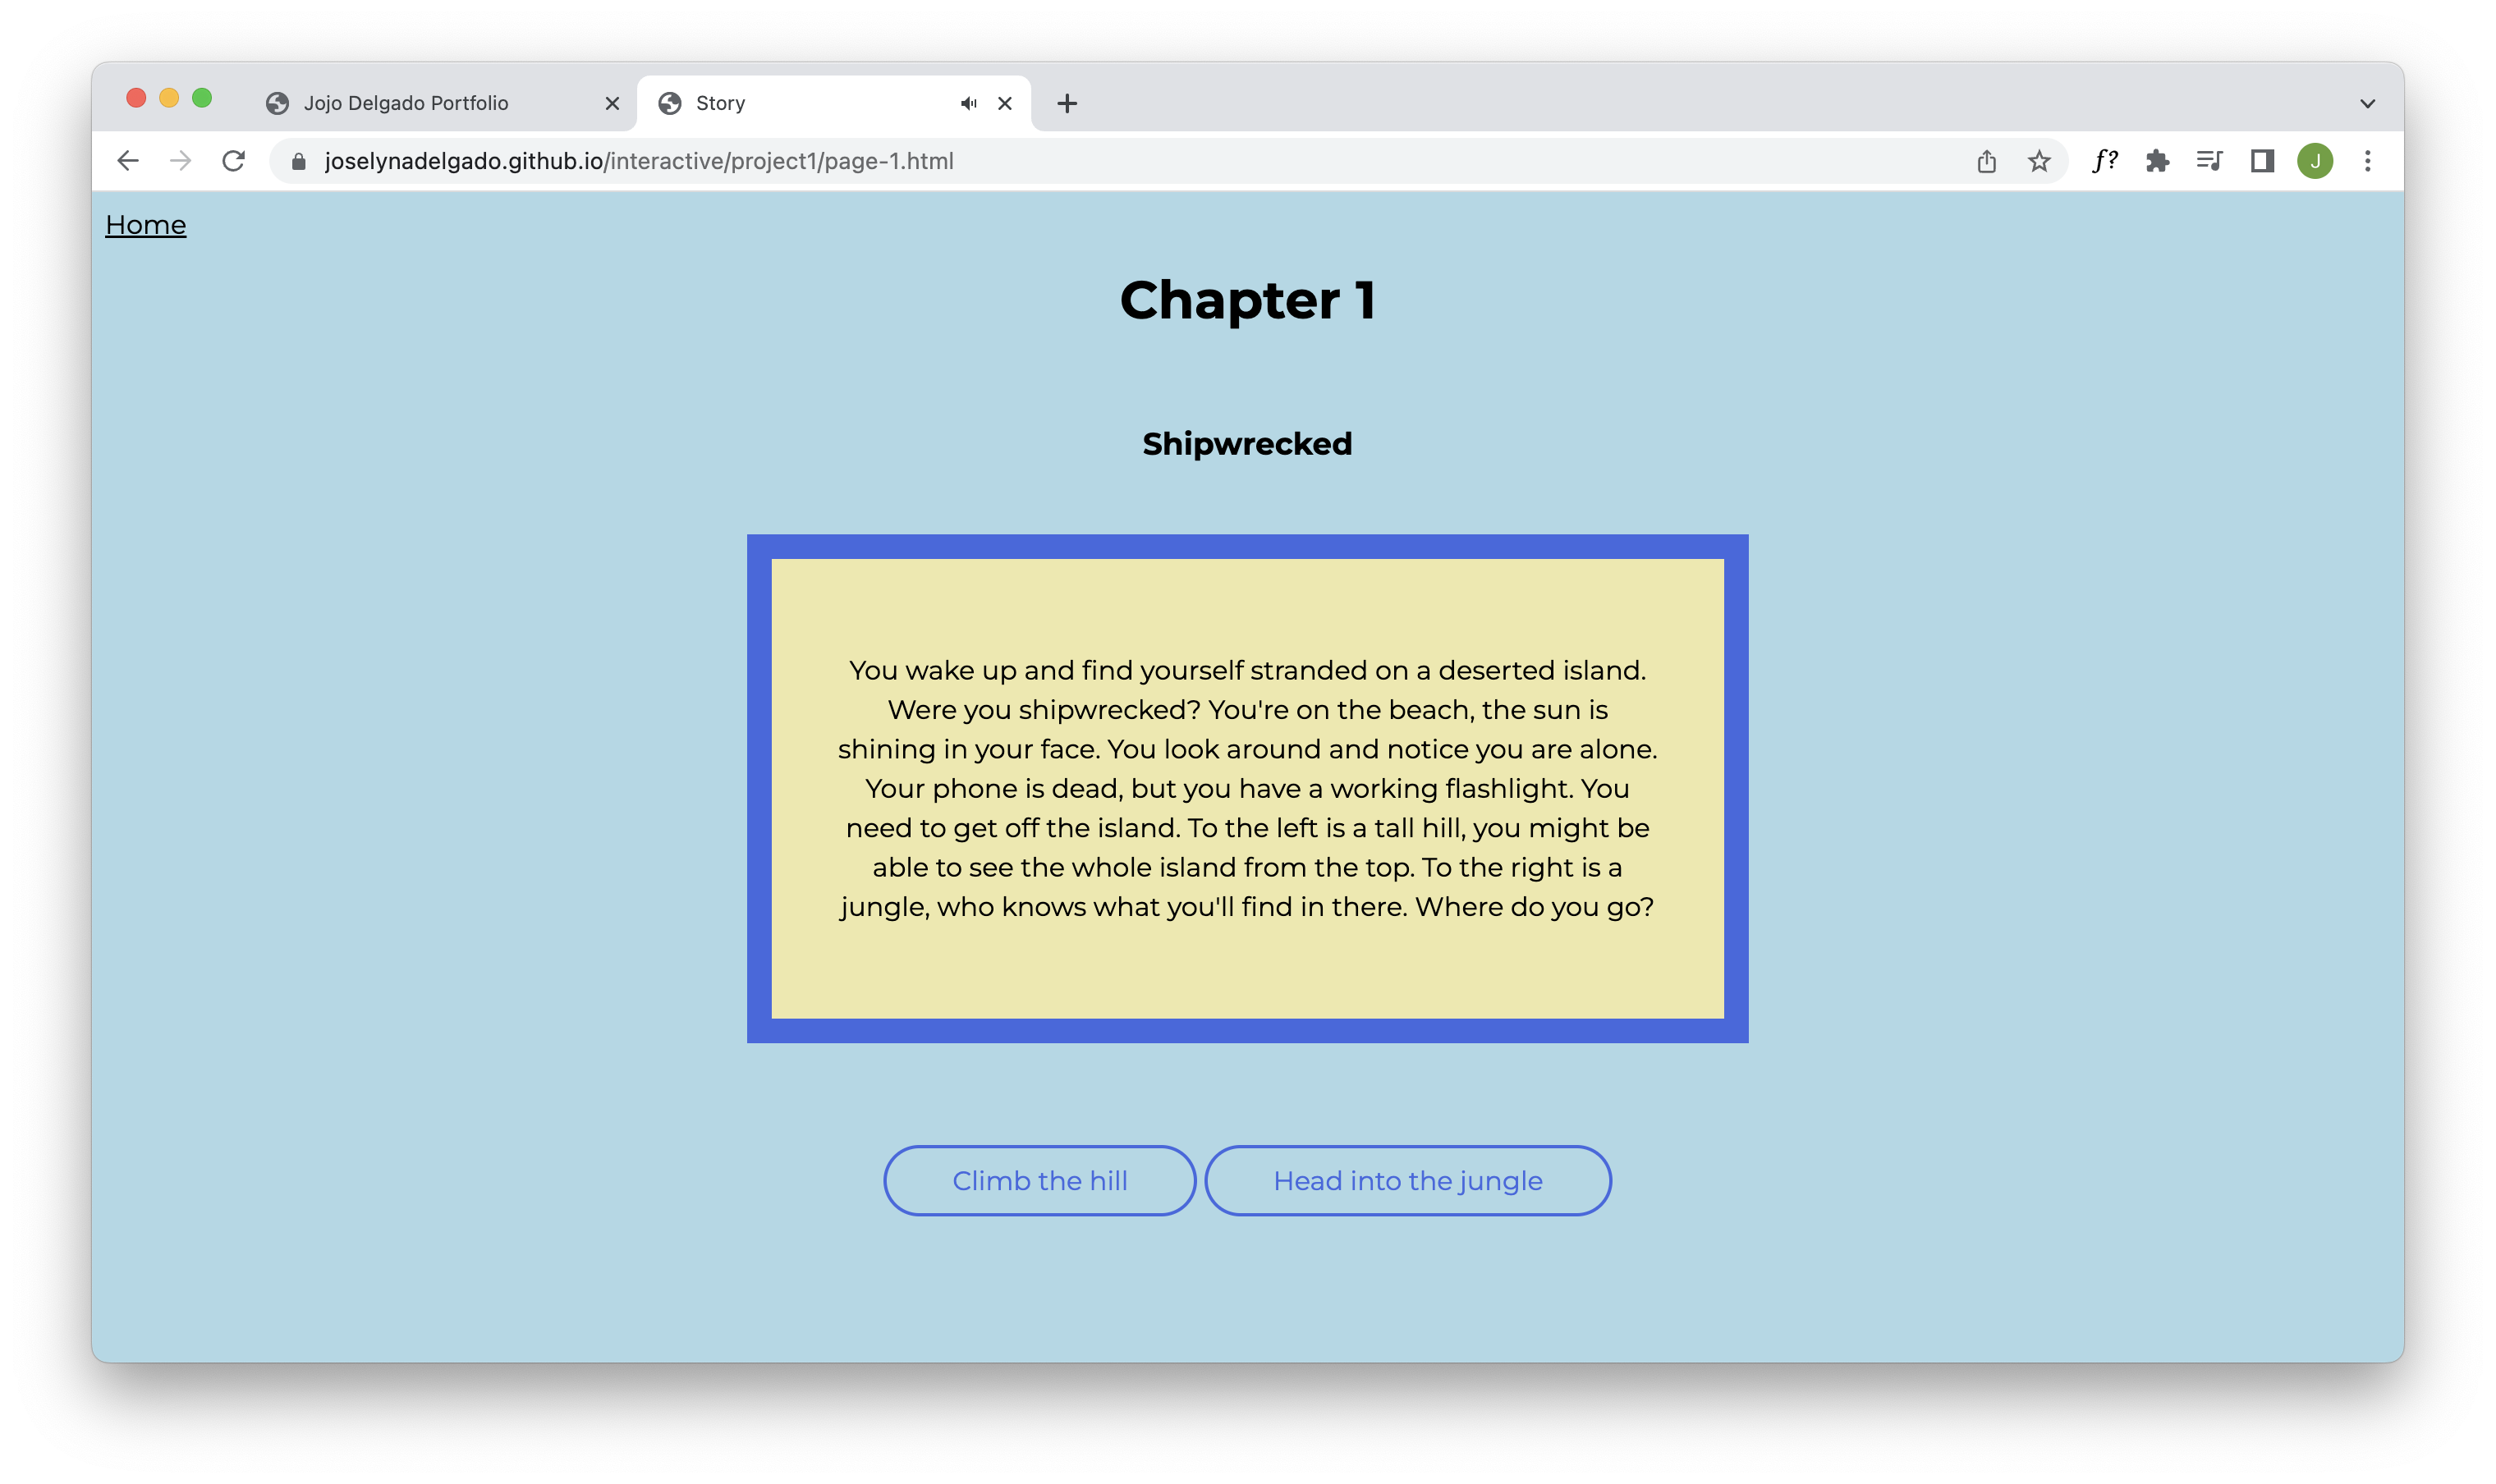 Jojo Delgado Portfolio
Story
joselynadelgado.github.io/interactive/project1/page-1.html
f?
J
Home
Chapter 1
Shipwrecked
You wake up and find yourself stranded on a deserted island.
Were you shipwrecked? You're on the beach, the sun is
shining in your face. You look around and notice you are alone.
Your phone is dead, but you have a working flashlight. You
need to get off the island. To the left is a tall hill, you might be
able to see the whole island from the top. To the right is a
jungle, who knows what you'll find in there. Where do you go?
Climb the hill
Head into the jungle